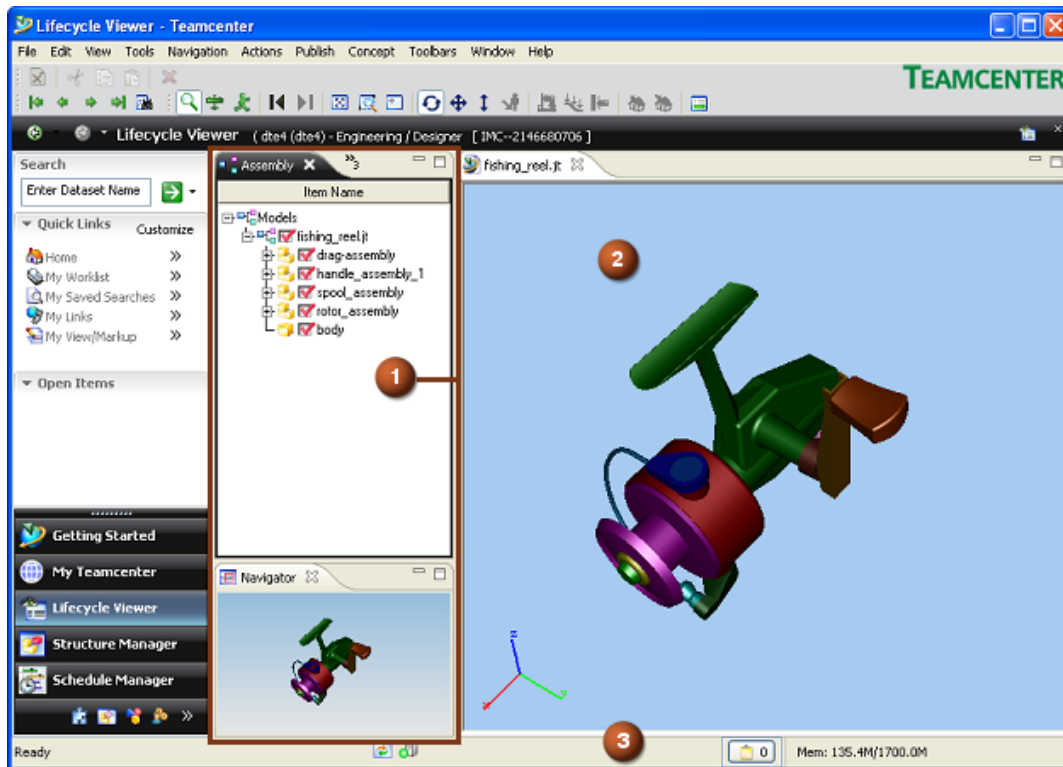 Lifecycle Viewer - Teamcenter
File Edit View Tools Navigation Actions Publish Concept Toolbars Window Help
TEAMCENTER
Lifecycle Viewer ( dte4 (dte4) - Engineering / Designer [ IMC--2146680706 ]
Search
Enter Dataset Name
Quick Links Customize
Home
My Worklist
My Saved Searches
My Links
My View/Markup
Open Items
Getting Started
My Teamcenter
Lifecycle Viewer
Structure Manager
Schedule Manager
Assembly 3
Item Name
Models
fishing_reel.jt
drag-assembly
handle_assembly_1
spool_assembly
rotor_assembly
body
1
Navigator
fishing_reel.jt
2
Z
X
Y
3
Ready
0
Mem: 135.4M/1700.0M